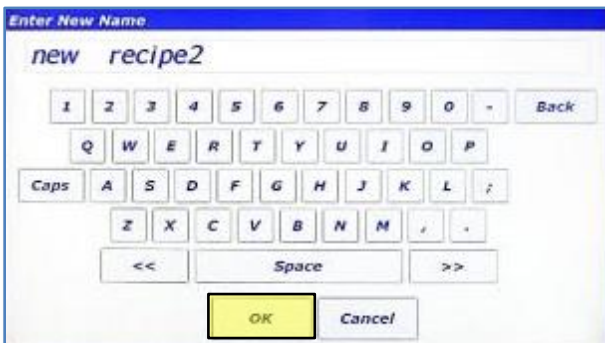 Enter New Name
new recipe2
1 2 3 4 5 6 7 8 9 0 - Back
Q W E R T Y U I O P
Caps A S D F G H J K L ;
Z X C V B N M , .
<< Space >>
OK Cancel